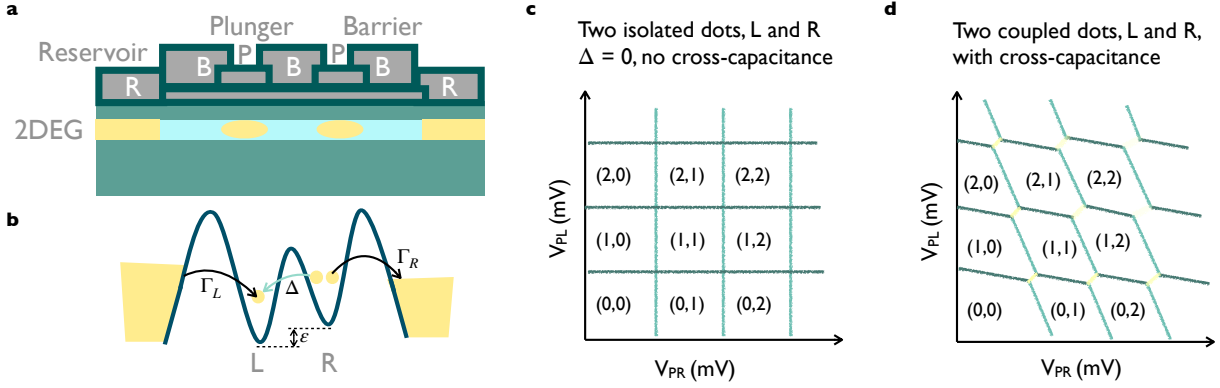 a
Plunger
Barrier
Reservoir
P
P
B
B
B
R
R
2DEG
b
Γ_L
Δ
Γ_R
ε
L
R
c
Two isolated dots, L and R
Δ = 0, no cross-capacitance
V_PL (mV)
(2,0) (2,1) (2,2)
(1,0) (1,1) (1,2)
(0,0) (0,1) (0,2)
V_PR (mV)
d
Two coupled dots, L and R,
with cross-capacitance
V_PL (mV)
(2,0) (2,1) (2,2)
(1,0) (1,1) (1,2)
(0,0) (0,1) (0,2)
V_PR (mV)